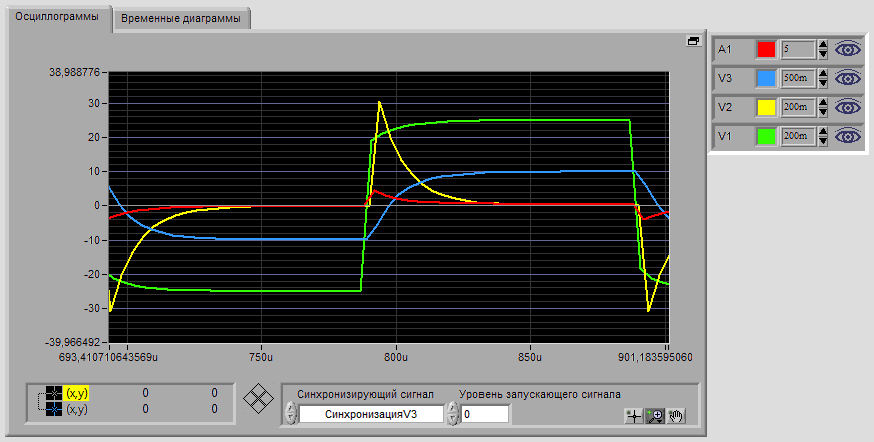 Осциллограммы
Временные диаграммы
A1 5
V3 500m
V2 200m
V1 200m
38,988776
30
20
10
0
-10
-20
-30
-39,966492
693,410710643569u 750u 800u 850u 901,183595060
(x,y) 0 0
(x,y) 0 0
Синхронизирующий сигнал
СинхронизацияV3
Уровень запускающего сигнала
0